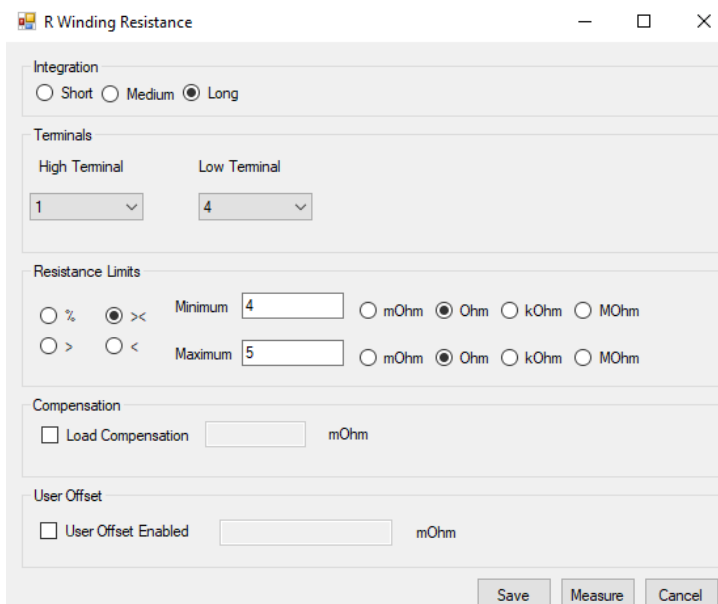 R Winding Resistance
Integration
Short Medium Long
Terminals
High Terminal Low Terminal
1 4
Resistance Limits
% ><
> <
Minimum 4 mOhm Ohm kOhm MOhm
Maximum 5 mOhm Ohm kOhm MOhm
Compensation
Load Compensation mOhm
User Offset
User Offset Enabled mOhm
Save Measure Cancel